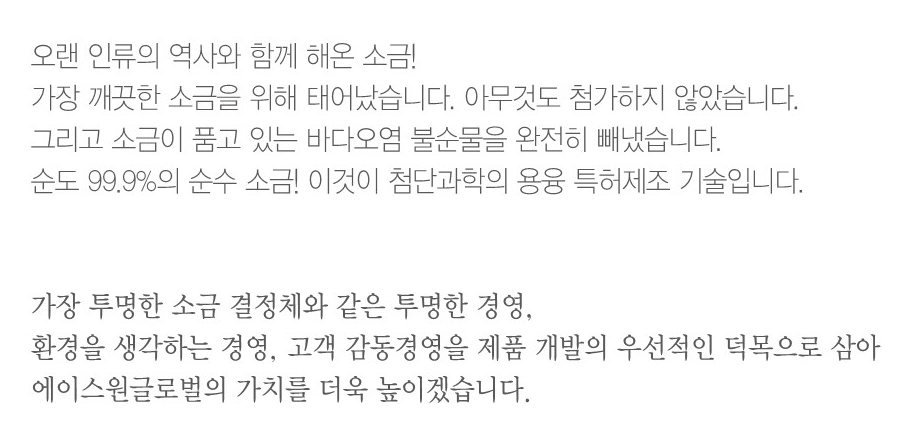 오랜 인류의 역사와 함께 해온 소금!
가장 깨끗한 소금을 위해 태어났습니다. 아무것도 첨가하지 않았습니다.
그리고 소금이 품고 있는 바다오염 불순물을 완전히 빼냈습니다.
순도 99.9%의 순수 소금! 이것이 첨단과학의 용융 특허제조 기술입니다.
가장 투명한 소금 결정체와 같은 투명한 경영,
환경을 생각하는 경영, 고객 감동경영을 제품 개발의 우선적인 덕목으로 삼아
에이스원글로벌의 가치를 더욱 높이겠습니다.